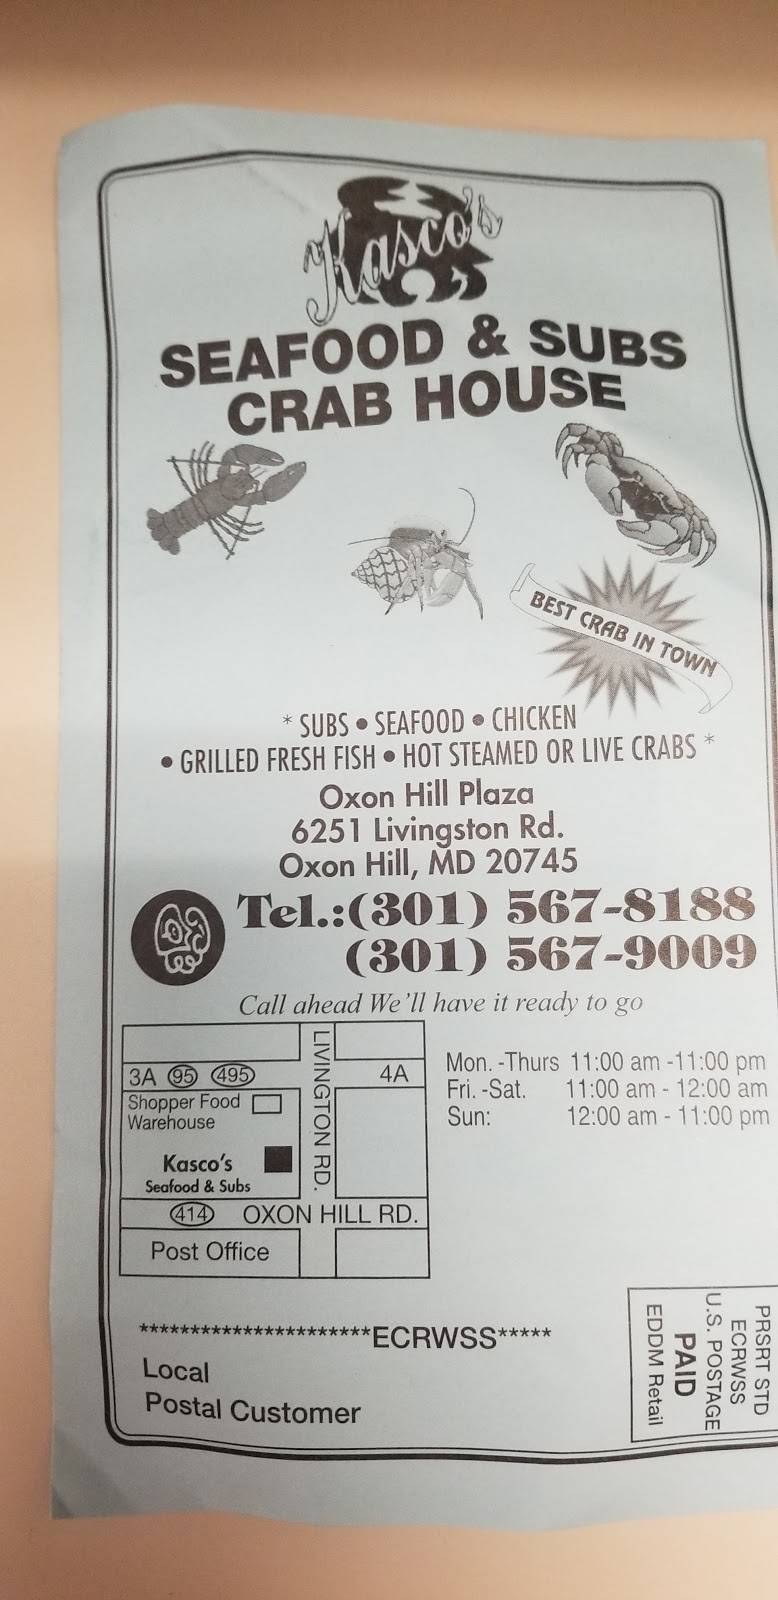 Kasco's
SEAFOOD & SUBS
CRAB HOUSE
BEST CRAB IN TOWN
* SUBS • SEAFOOD • CHICKEN
• GRILLED FRESH FISH • HOT STEAMED OR LIVE CRABS *
Oxon Hill Plaza
6251 Livingston Rd.
Oxon Hill, MD 20745
Tel.:(301) 567-8188
(301) 567-9009
Call ahead We'll have it ready to go
LIVINGSTON RD.
3A 95 495
4A
Shopper Food
Warehouse
Kasco's
Seafood & Subs
414 OXON HILL RD.
Post Office
Mon. -Thurs 11:00 am -11:00 pm
Fri. -Sat. 11:00 am - 12:00 am
Sun: 12:00 am - 11:00 pm
***********************ECRWSS*****
Local
Postal Customer
PRSRT STD
ECRWSS
U.S. POSTAGE
PAID
EDDM Retail